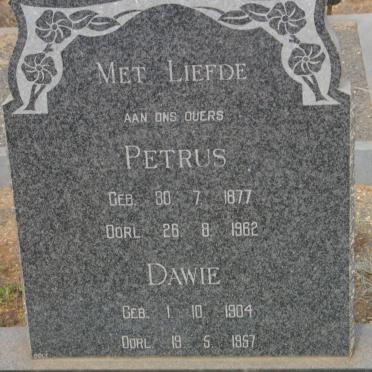 MET LIEFDE
AAN ONS OUERS
PETRUS
GEB. 30 7 1877
OORL. 26 8 1962
DAWIE
GEB. 1 10 1904
OORL. 19 5 1967